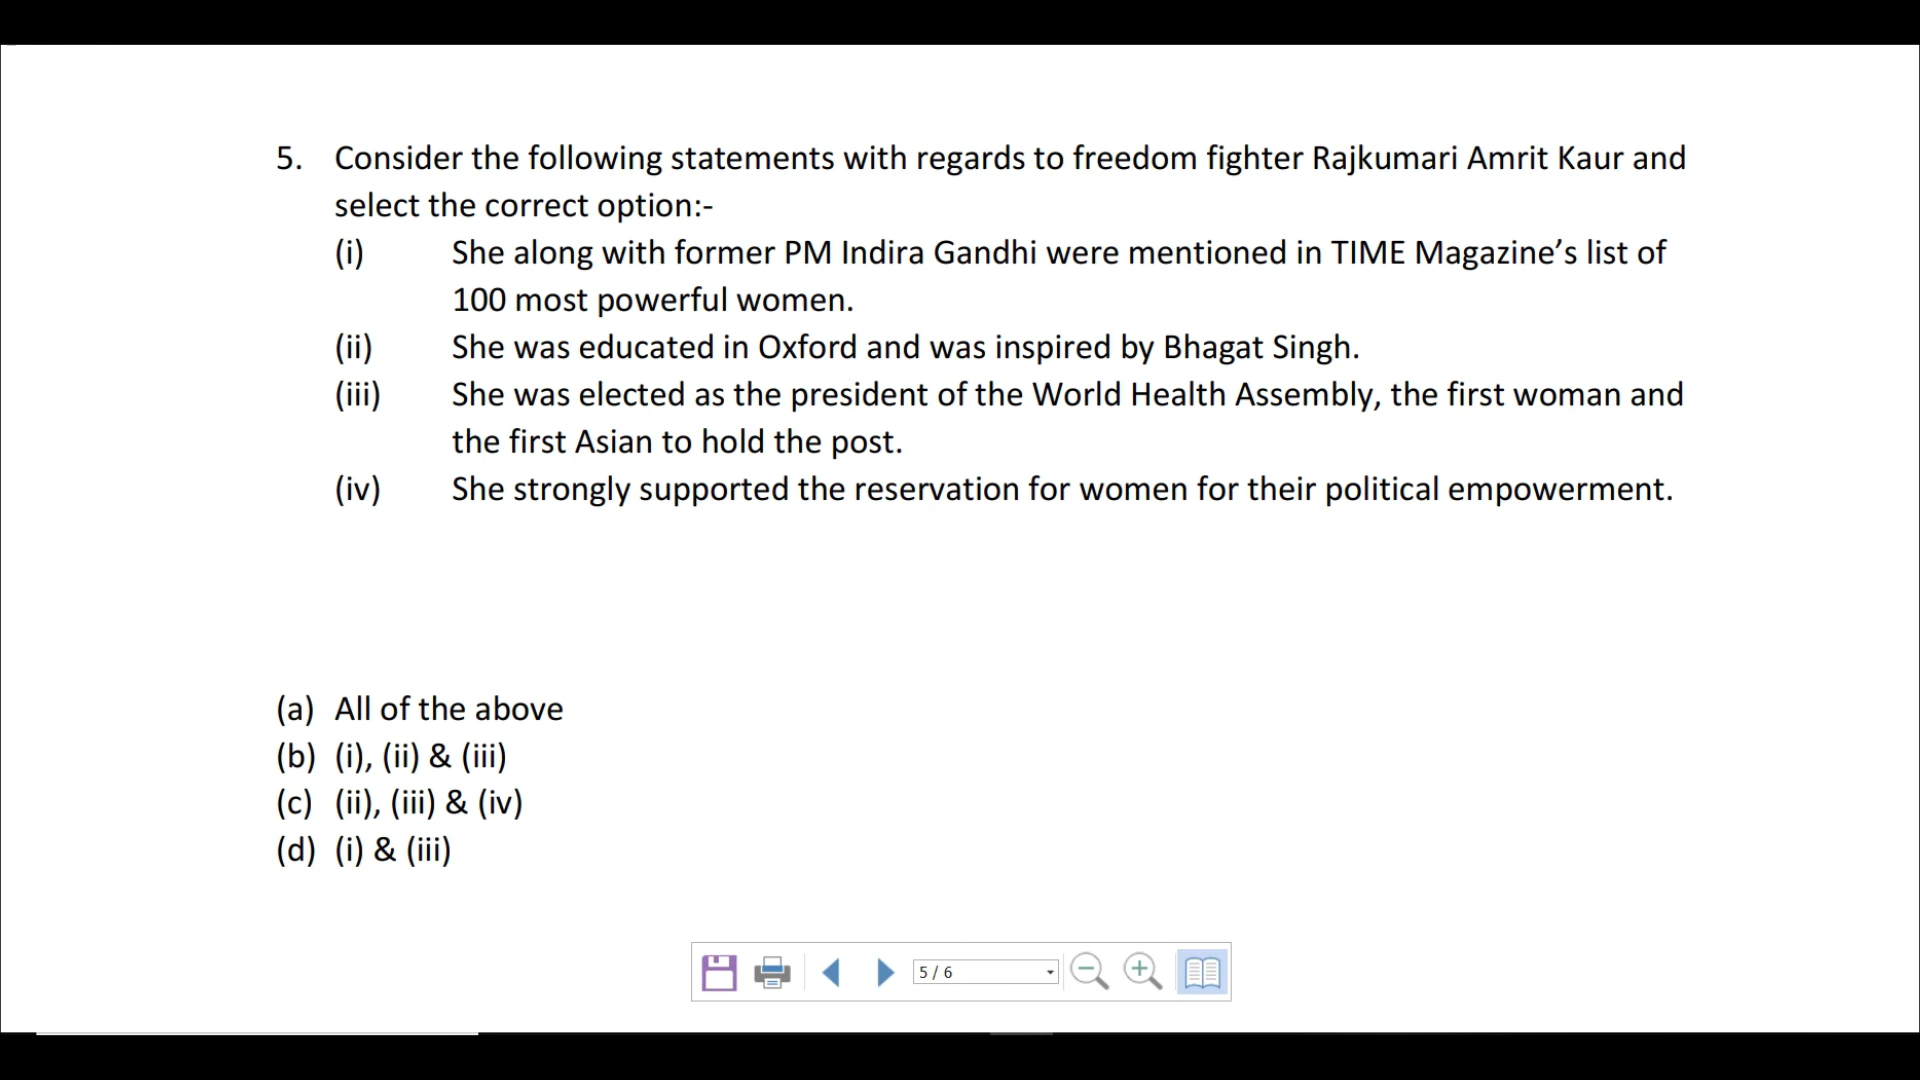 5. Consider the following statements with regards to freedom fighter Rajkumari Amrit Kaur and
select the correct option:-
(i) She along with former PM Indira Gandhi were mentioned in TIME Magazine’s list of
100 most powerful women.
(ii) She was educated in Oxford and was inspired by Bhagat Singh.
(iii) She was elected as the president of the World Health Assembly, the first woman and
the first Asian to hold the post.
(iv) She strongly supported the reservation for women for their political empowerment.
(a) All of the above
(b) (i), (ii) & (iii)
(c) (ii), (iii) & (iv)
(d) (i) & (iii)
5 / 6